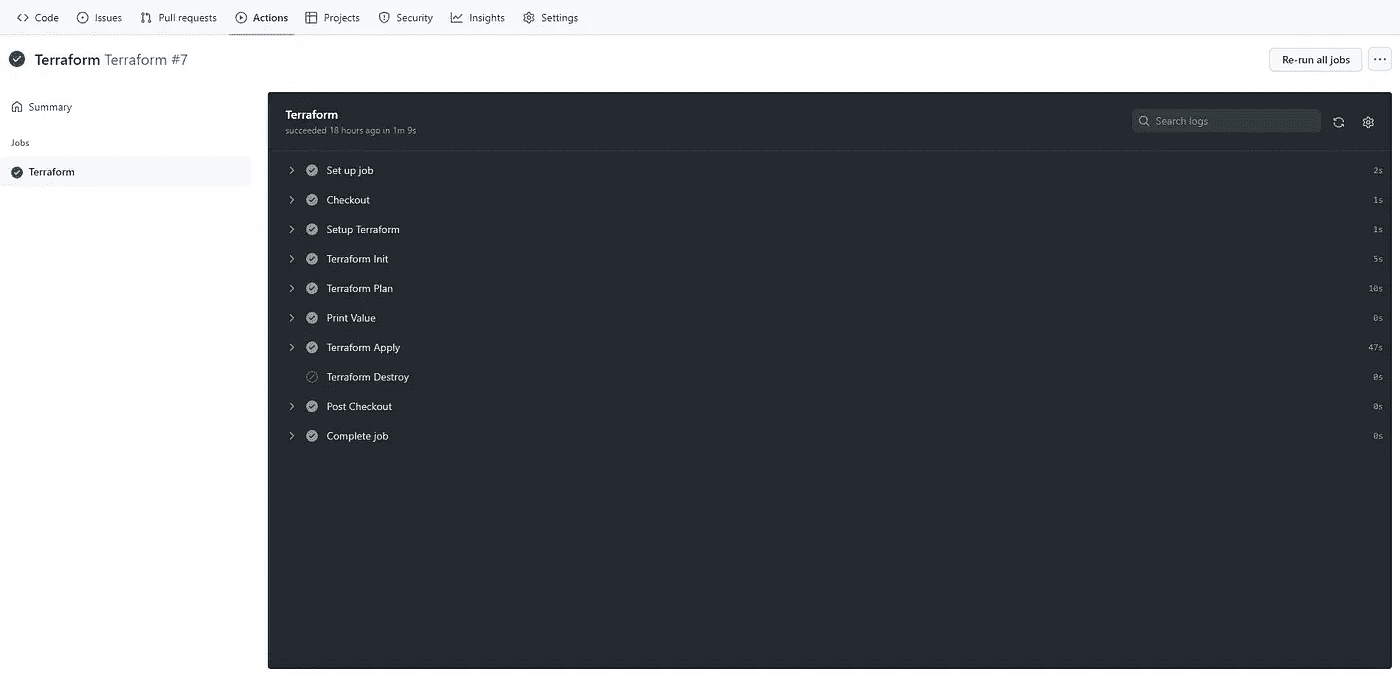 Code Issues Pull requests Actions Projects Security Insights Settings
Terraform Terraform #7
Re-run all jobs
Summary
Jobs
Terraform
Terraform
succeeded 18 hours ago in 1m 9s
Search logs
Set up job 2s
Checkout 1s
Setup Terraform 1s
Terraform Init 5s
Terraform Plan 10s
Print Value 0s
Terraform Apply 47s
Terraform Destroy 0s
Post Checkout 0s
Complete job 0s